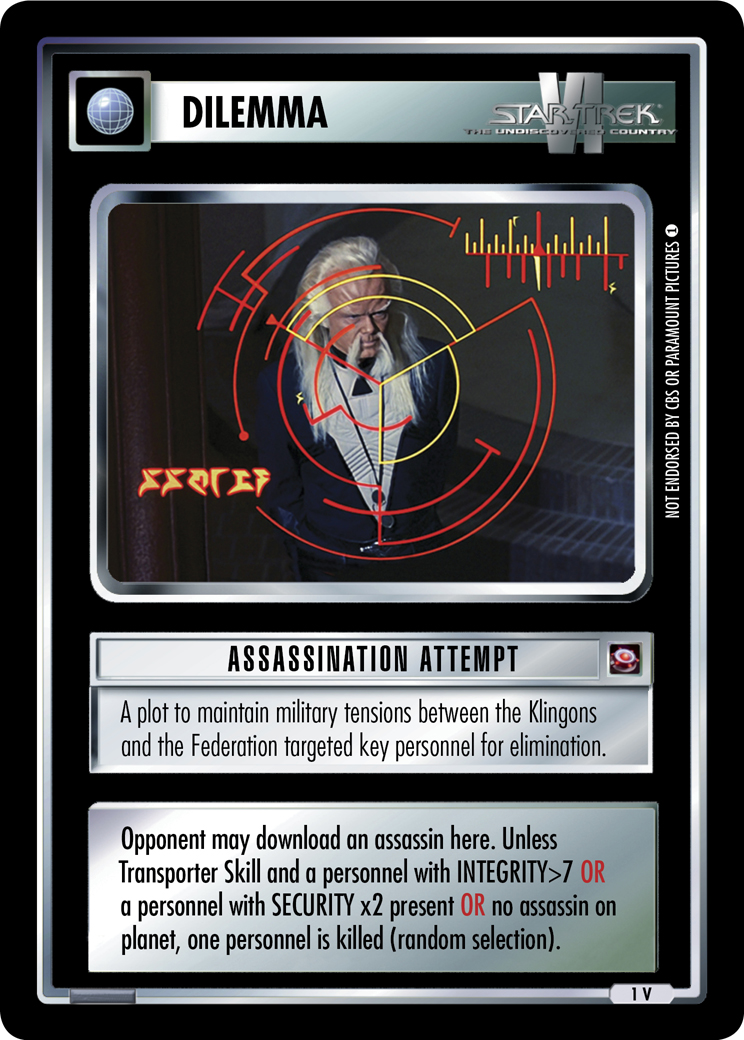 DILEMMA
VI
STAR TREK
THE UNDISCOVERED COUNTRY
NOT ENDORSED BY CBS OR PARAMOUNT PICTURES 1
ASSASSINATION ATTEMPT
A plot to maintain military tensions between the Klingons
and the Federation targeted key personnel for elimination.
Opponent may download an assassin here. Unless
Transporter Skill and a personnel with INTEGRITY>7 OR
a personnel with SECURITY x2 present OR no assassin on
planet, one personnel is killed (random selection).
1 V